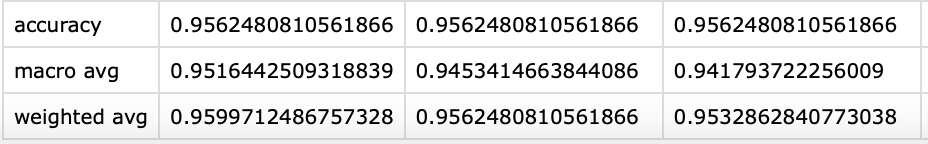 accuracy 0.9562480810561866 0.9562480810561866 0.9562480810561866
macro avg 0.9516442509318839 0.9453414663844086 0.941793722256009
weighted avg 0.9599712486757328 0.9562480810561866 0.9532862840773038